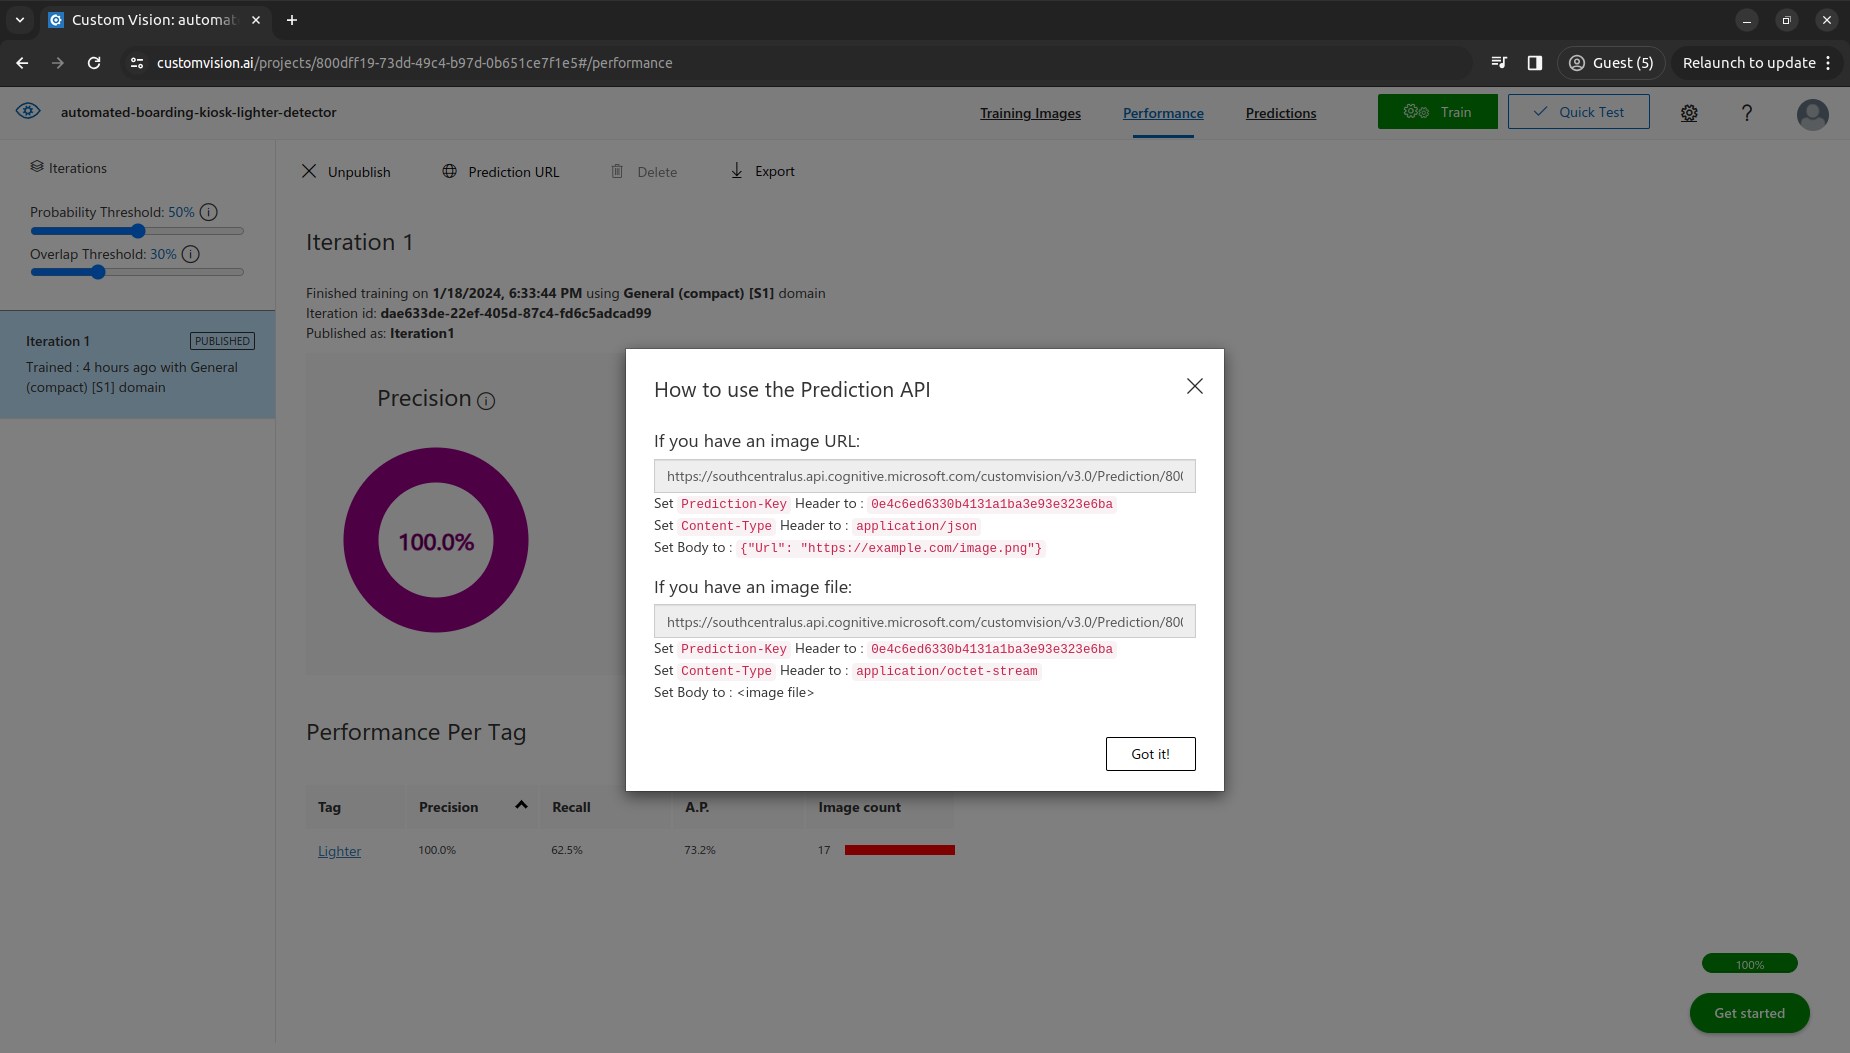 Custom Vision: automat
customvision.ai/projects/800dff19-73dd-49c4-b97d-0b651ce7f1e5#/performance
Guest (5)
Relaunch to update
automated-boarding-kiosk-lighter-detector
Training Images
Performance
Predictions
Train
Quick Test
?
Iterations
Probability Threshold: 50%
Overlap Threshold: 30%
Iteration 1
PUBLISHED
Trained : 4 hours ago with General
(compact) [S1] domain
Unpublish
Prediction URL
Delete
Export
Iteration 1
Finished training on 1/18/2024, 6:33:44 PM using General (compact) [S1] domain
Iteration id: dae633de-22ef-405d-87c4-fd6c5adcad99
Published as: Iteration1
Precision
100.0%
How to use the Prediction API
If you have an image URL:
https://southcentralus.api.cognitive.microsoft.com/customvision/v3.0/Prediction/800
Set Prediction-Key Header to : 0e4c6ed6330b4131a1ba3e93e323e6ba
Set Content-Type Header to : application/json
Set Body to : {"Url": "https://example.com/image.png"}
If you have an image file:
https://southcentralus.api.cognitive.microsoft.com/customvision/v3.0/Prediction/800
Set Prediction-Key Header to : 0e4c6ed6330b4131a1ba3e93e323e6ba
Set Content-Type Header to : application/octet-stream
Set Body to : <image file>
Got it!
Performance Per Tag
Tag Precision Recall A.P. Image count
Lighter 100.0% 62.5% 73.2% 17
100%
Get started